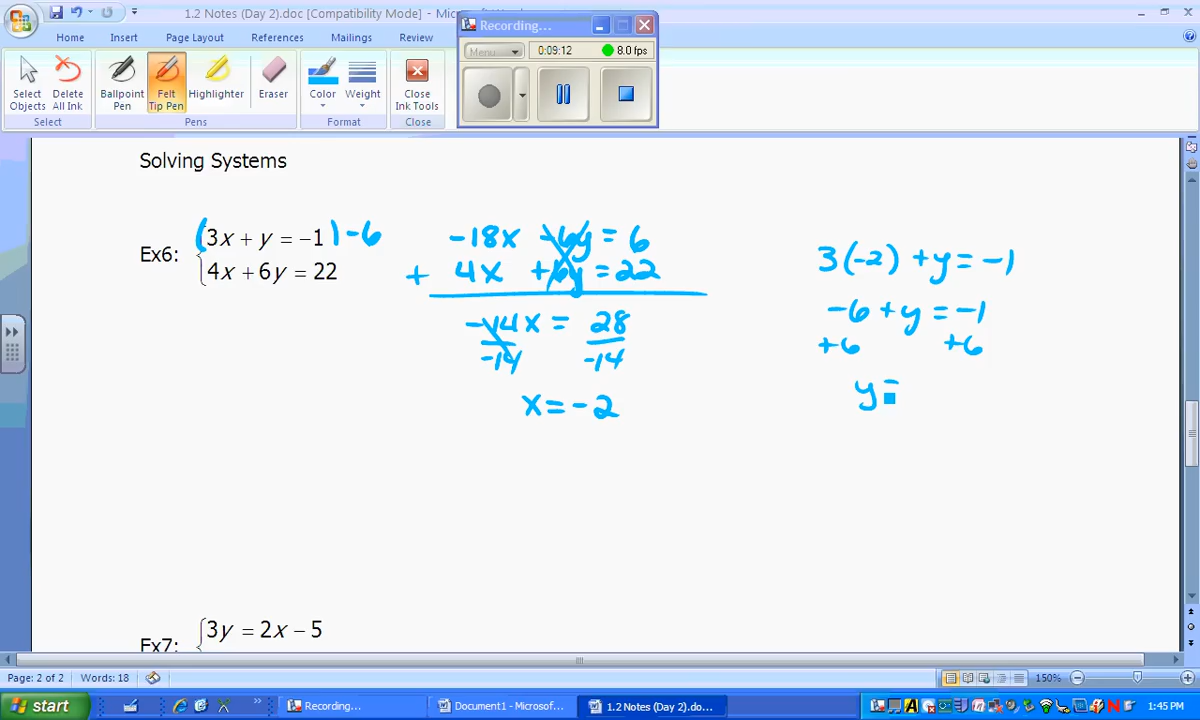 1.2 Notes (Day 2).doc [Compatibility Mode] - Mic
Recording...
Home Insert Page Layout References Mailings Review
Menu 0:09:12 8.0 fps
Select Objects
Delete All Ink
Ballpoint Pen
Felt Tip Pen
Highlighter
Eraser
Color
Weight
Close Ink Tools
Select Pens Format Close
Solving Systems
Ex6: (3x + y = -1) -6
4x + 6y = 22
-18x -6y = 6
+ 4x +6y = 22
-14x = 28
-14 -14
x = -2
3(-2) + y = -1
-6 + y = -1
+6 +6
y =
Ex7: 3y = 2x - 5
Page: 2 of 2 Words: 18 150%
start Recording... Document1 - Microsof... 1.2 Notes (Day 2).do... 1:45 PM